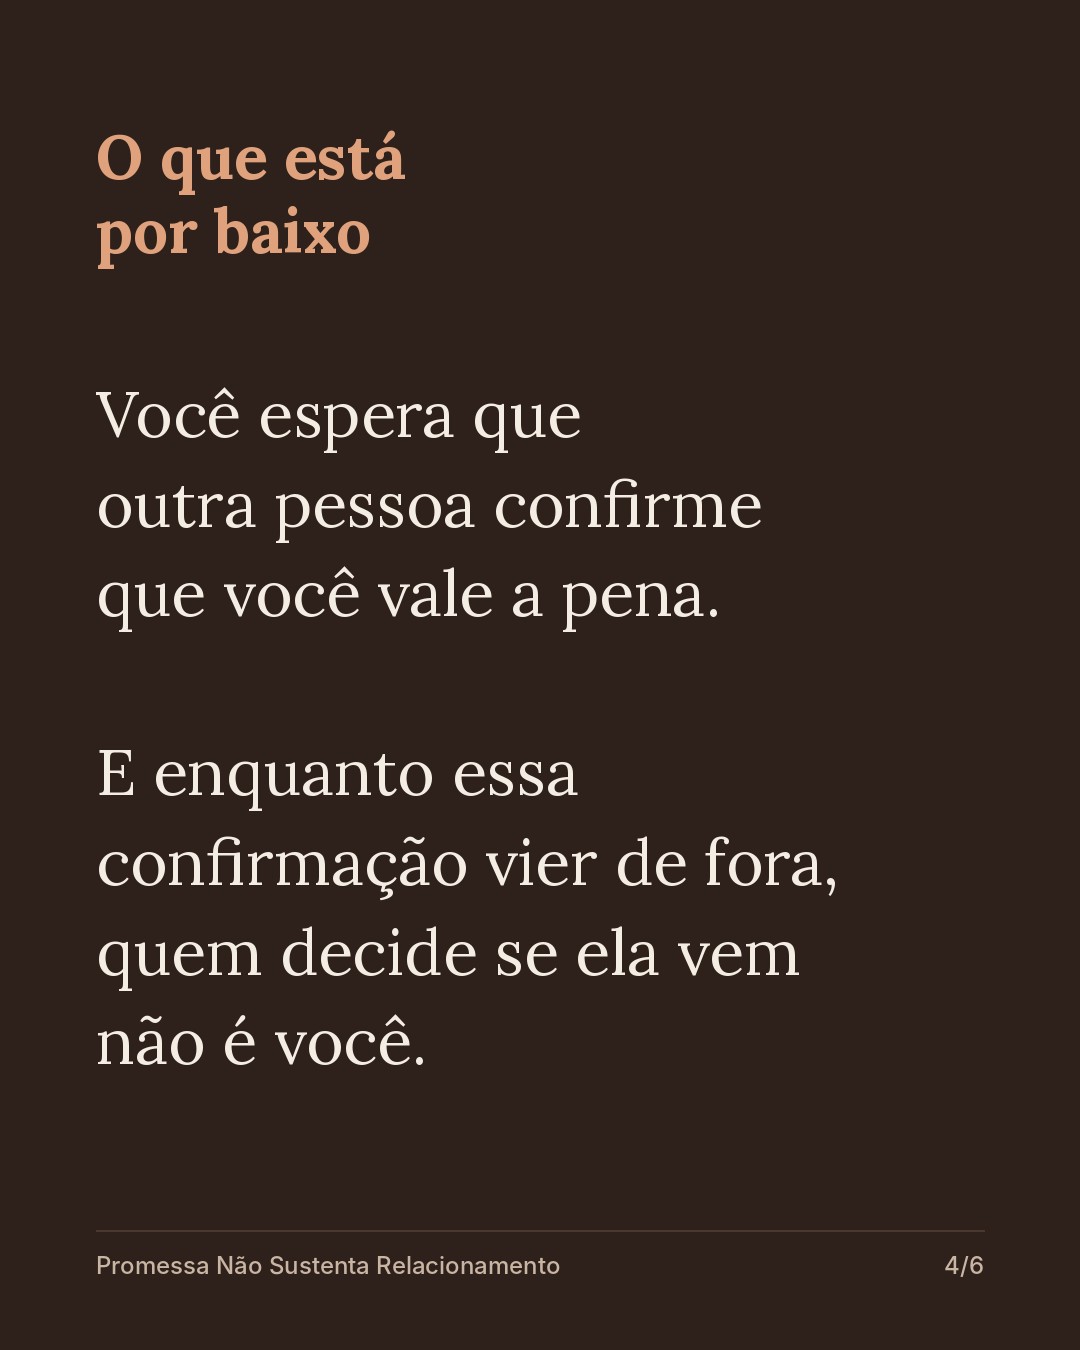 O que está
por baixo
Você espera que
outra pessoa confirme
que você vale a pena.
E enquanto essa
confirmação vier de fora,
quem decide se ela vem
não é você.
Promessa Não Sustenta Relacionamento
4/6